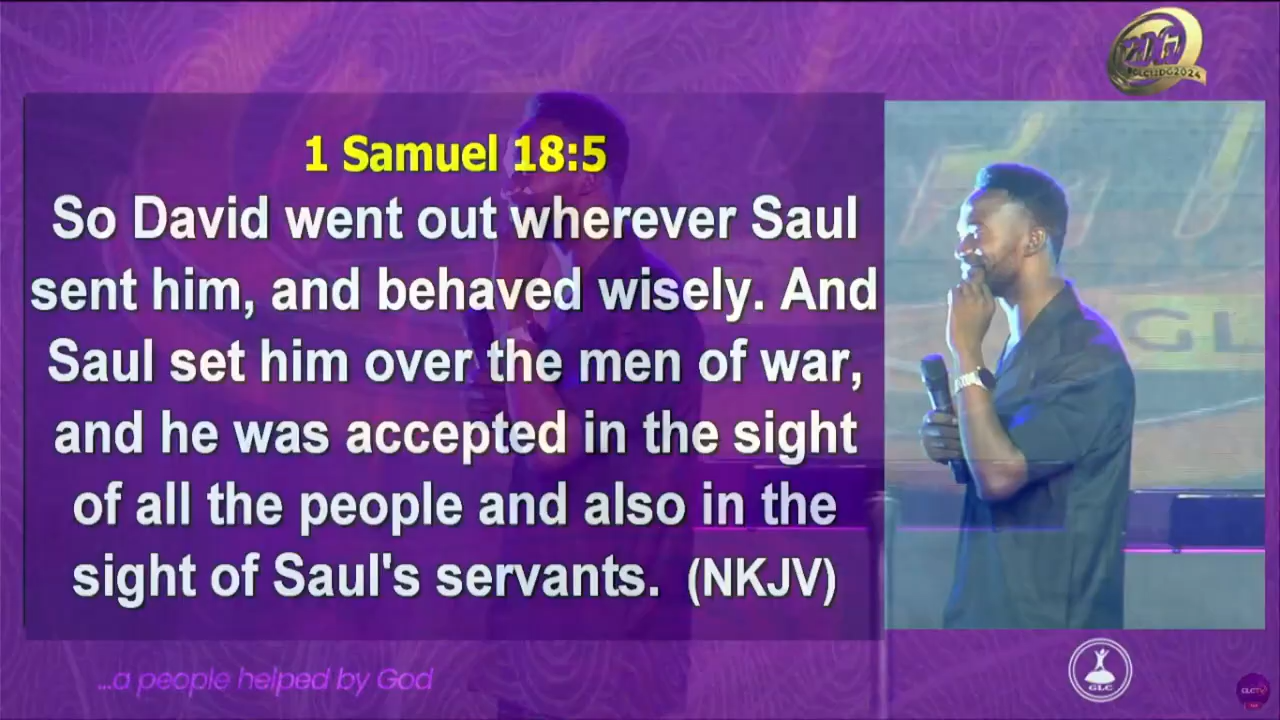 1 Samuel 18:5
So David went out wherever Saul
sent him, and behaved wisely. And
Saul set him over the men of war,
and he was accepted in the sight
of all the people and also in the
sight of Saul's servants. (NKJV)
...a people helped by God
GLC